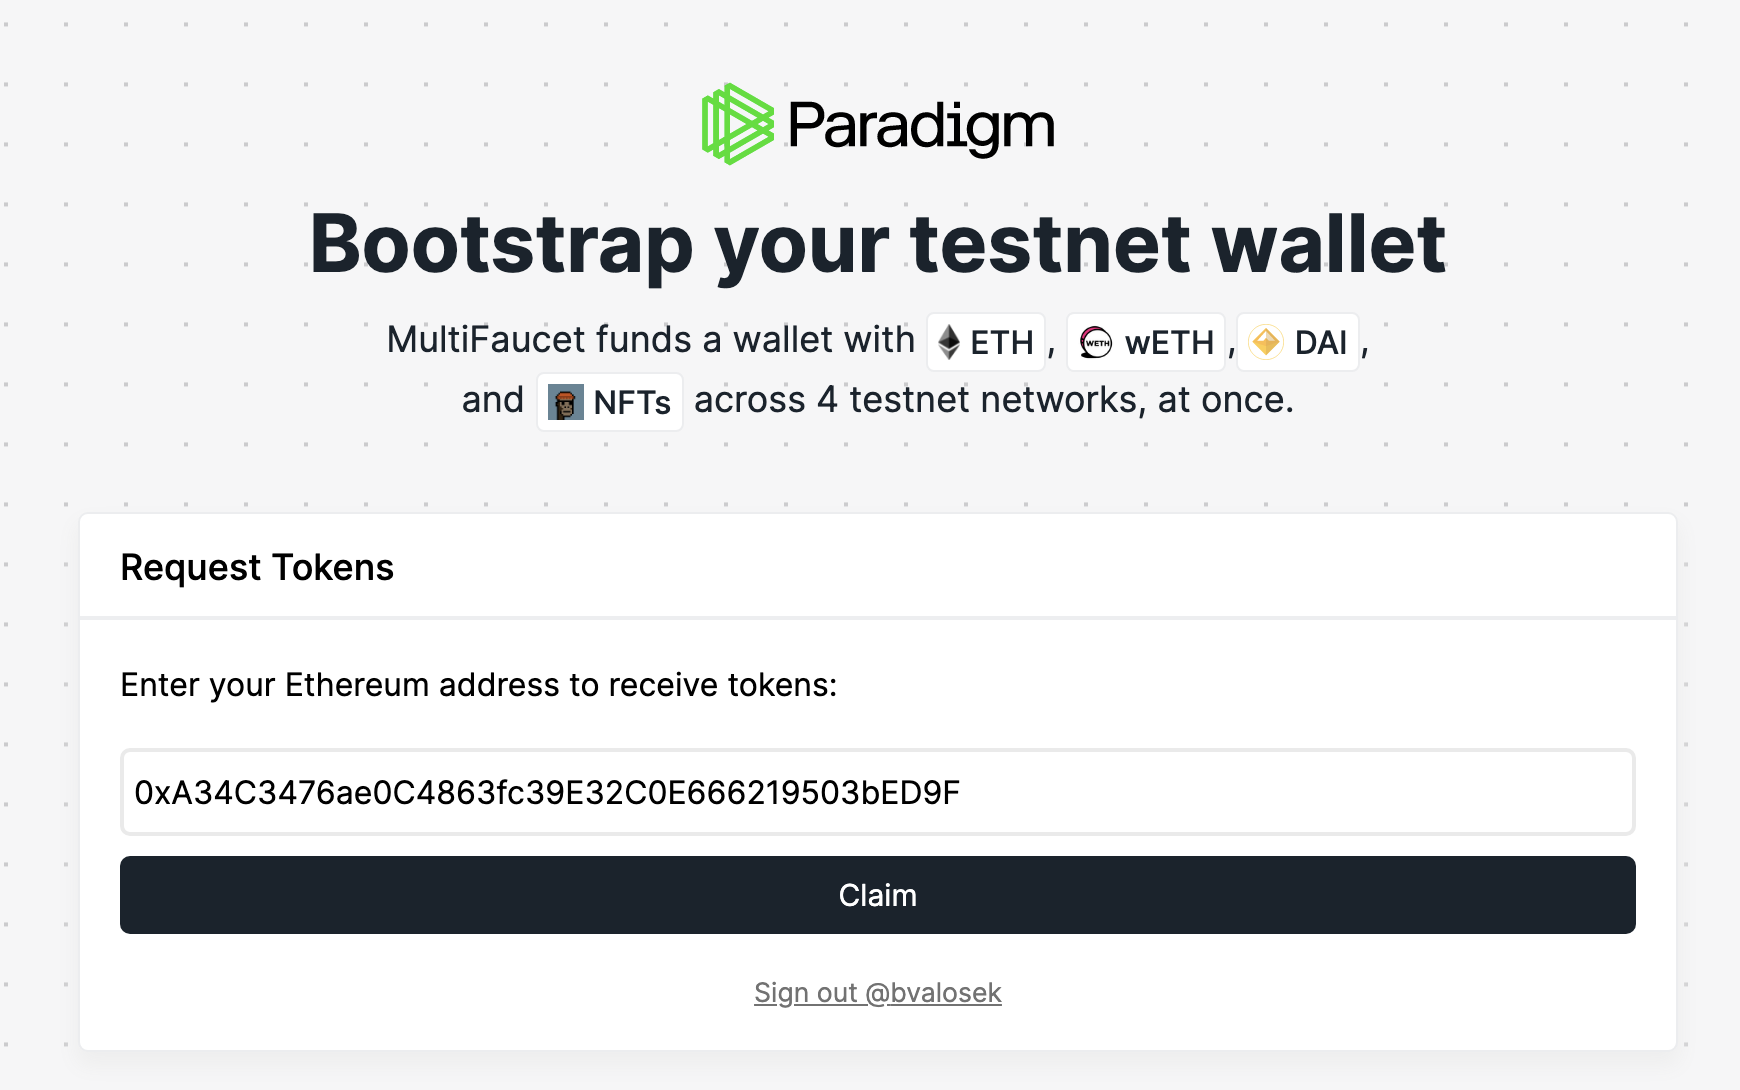 Paradigm
Bootstrap your testnet wallet
MultiFaucet funds a wallet with ETH, wETH, DAI,
and NFTs across 4 testnet networks, at once.
Request Tokens
Enter your Ethereum address to receive tokens:
0xA34C3476ae0C4863fc39E32C0E666219503bED9F
Claim
Sign out @bvalosek